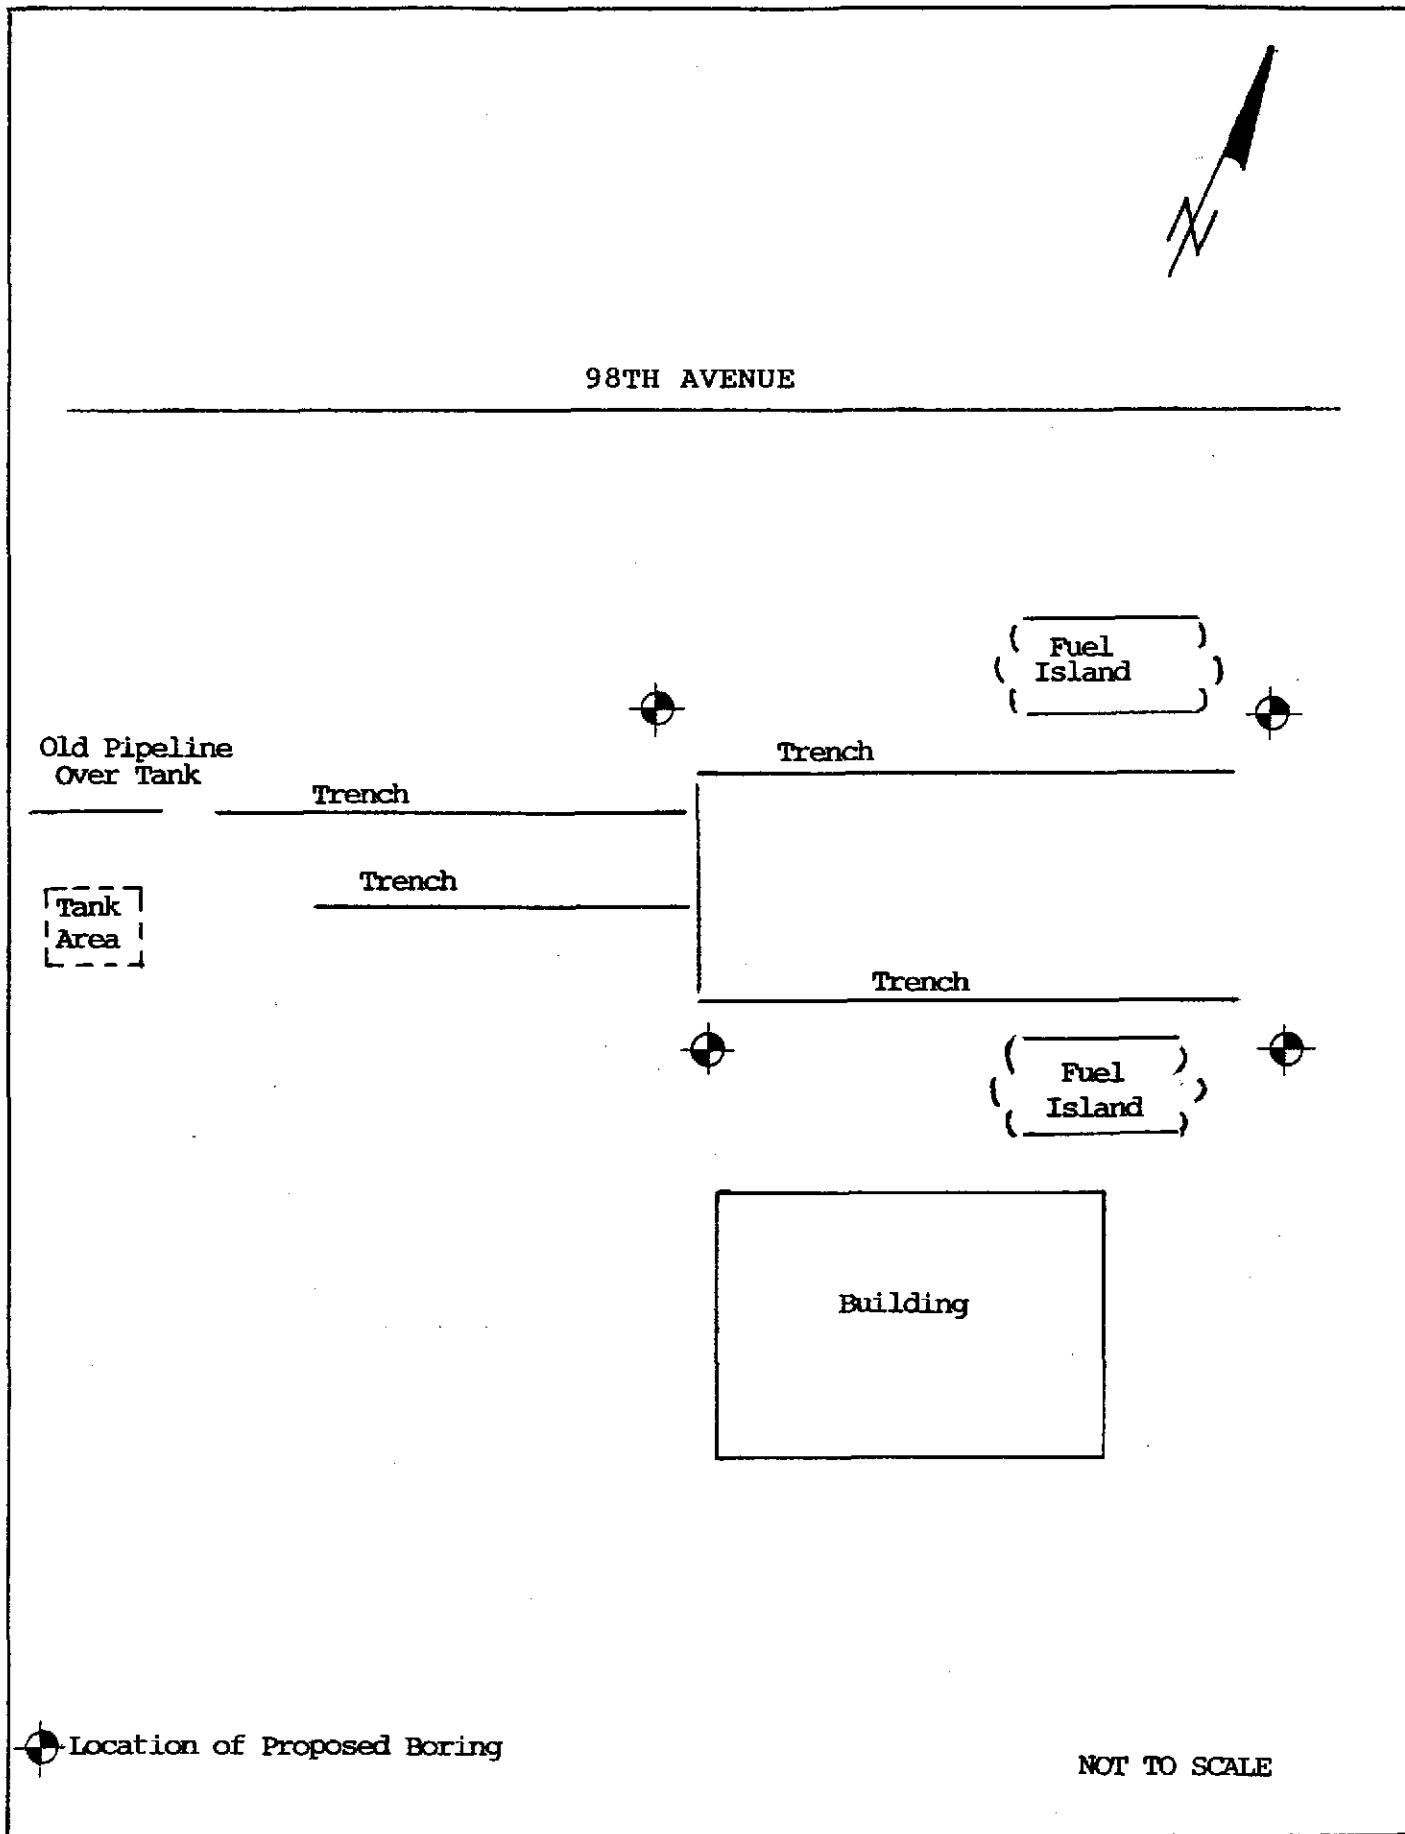 N
98TH AVENUE
Fuel
Island
Old Pipeline
Over Tank
Trench
Trench
Trench
Tank
Area
Trench
Fuel
Island
Building
Location of Proposed Boring
NOT TO SCALE